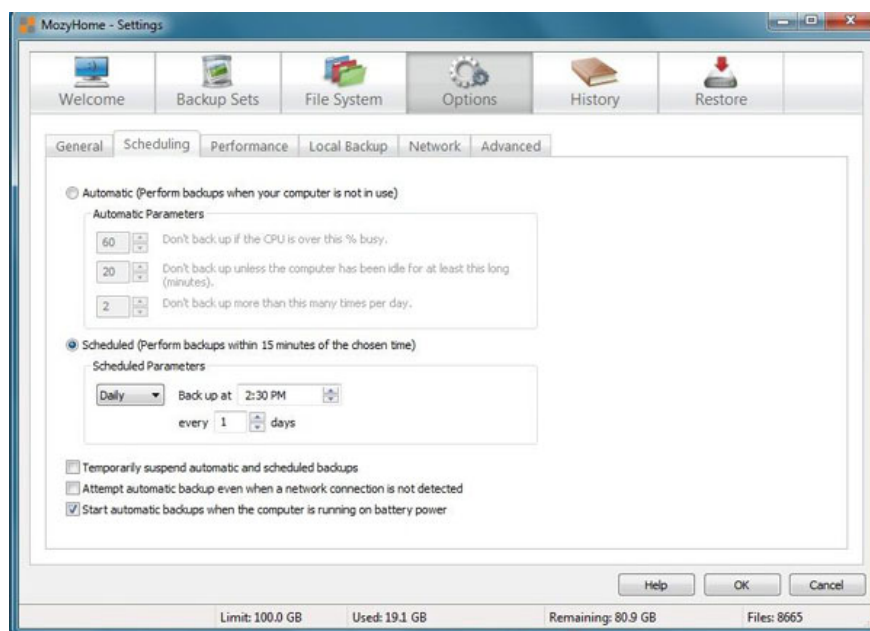 MozyHome - Settings
Welcome Backup Sets File System Options History Restore
General Scheduling Performance Local Backup Network Advanced
Automatic (Perform backups when your computer is not in use)
Automatic Parameters
60 Don't back up if the CPU is over this % busy.
20 Don't back up unless the computer has been idle for at least this long
(minutes).
2 Don't back up more than this many times per day.
Scheduled (Perform backups within 15 minutes of the chosen time)
Scheduled Parameters
Daily Back up at 2:30 PM
every 1 days
Temporarily suspend automatic and scheduled backups
Attempt automatic backup even when a network connection is not detected
Start automatic backups when the computer is running on battery power
Help OK Cancel
Limit: 100.0 GB Used: 19.1 GB Remaining: 80.9 GB Files: 8665